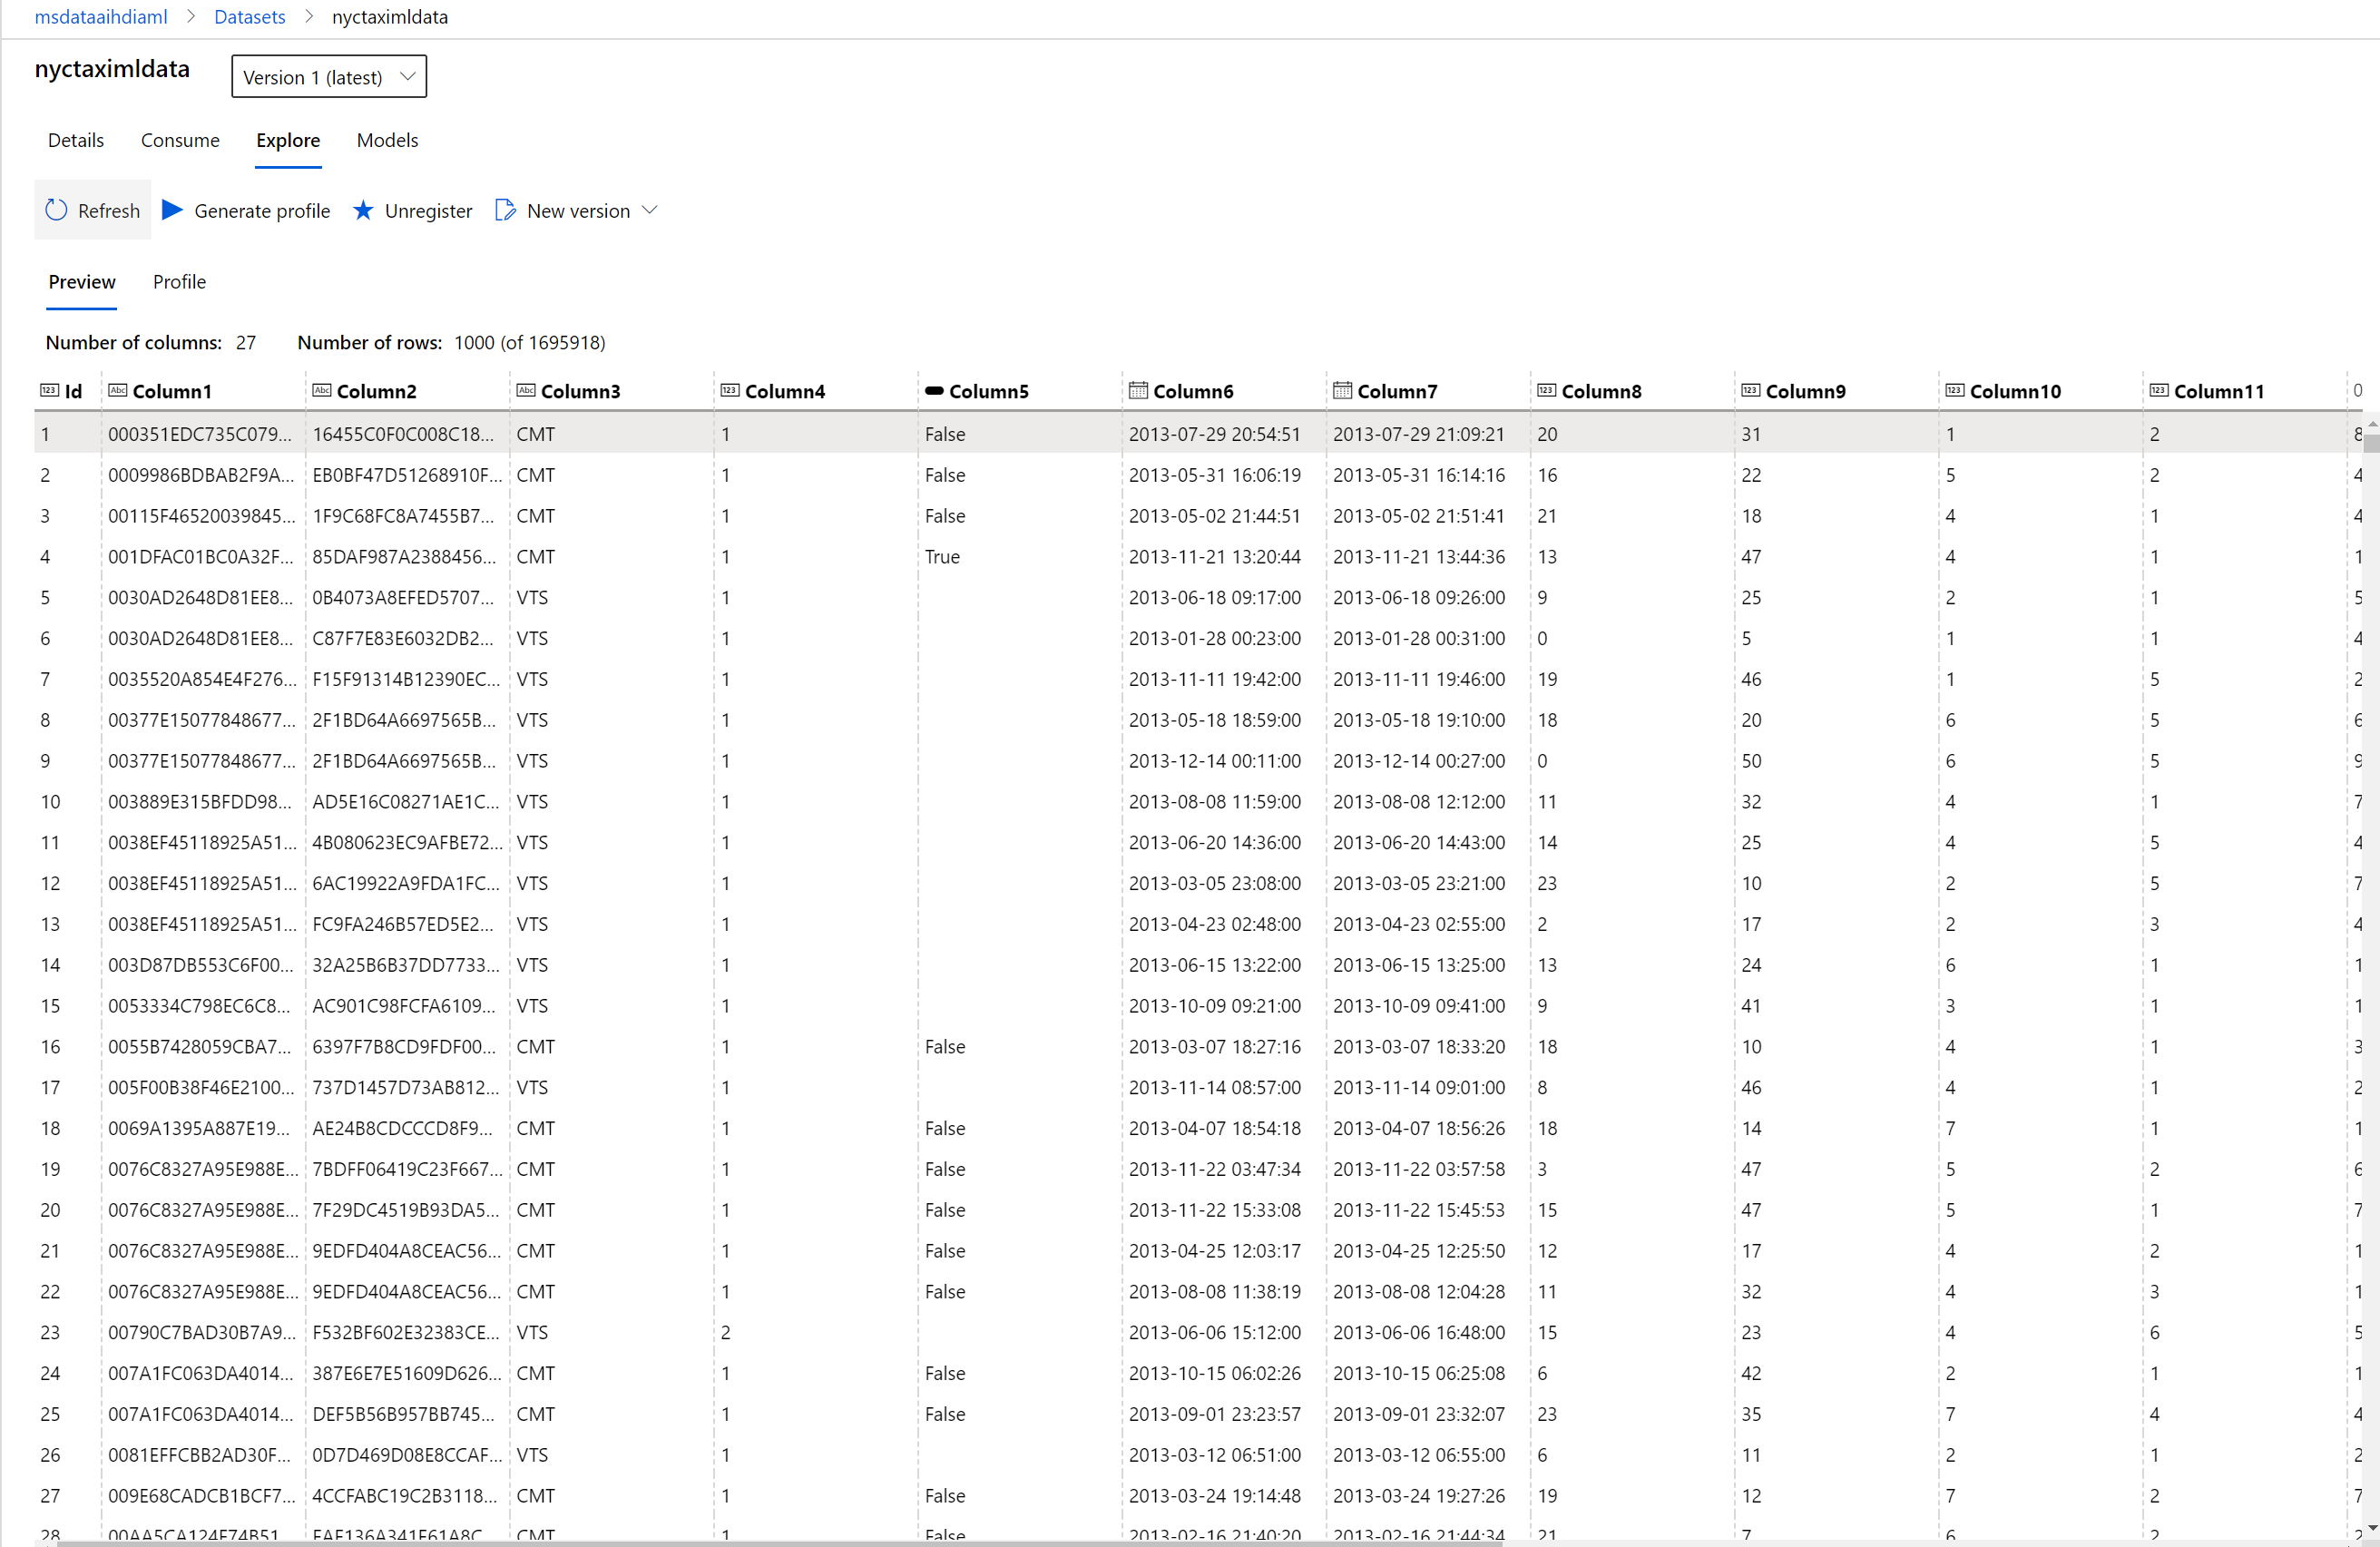 msdataaihdiaml > Datasets > nyctaximldata
nyctaximldata Version 1 (latest)
Details Consume Explore Models
Refresh Generate profile Unregister New version
Preview Profile
Number of columns: 27 Number of rows: 1000 (of 1695918)
123 Id Abc Column1 Abc Column2 Abc Column3 123 Column4 Column5 Column6 Column7 123 Column8 123 Column9 123 Column10 123 Column11
1 000351EDC735C079... 16455C0F0C008C18... CMT 1 False 2013-07-29 20:54:51 2013-07-29 21:09:21 20 31 1 2 8
2 0009986BDBAB2F9A... EB0BF47D51268910F... CMT 1 False 2013-05-31 16:06:19 2013-05-31 16:14:16 16 22 5 2 4
3 00115F46520039845... 1F9C68FC8A7455B7... CMT 1 False 2013-05-02 21:44:51 2013-05-02 21:51:41 21 18 4 1 4
4 001DFAC01BC0A32F... 85DAF987A2388456... CMT 1 True 2013-11-21 13:20:44 2013-11-21 13:44:36 13 47 4 1 1
5 0030AD2648D81EE8... 0B4073A8EFED5707... VTS 1 2013-06-18 09:17:00 2013-06-18 09:26:00 9 25 2 1 5
6 0030AD2648D81EE8... C87F7E83E6032DB2... VTS 1 2013-01-28 00:23:00 2013-01-28 00:31:00 0 5 1 1 4
7 0035520A854E4F276... F15F91314B12390EC... VTS 1 2013-11-11 19:42:00 2013-11-11 19:46:00 19 46 1 5 2
8 00377E15077848677... 2F1BD64A6697565B... VTS 1 2013-05-18 18:59:00 2013-05-18 19:10:00 18 20 6 5 6
9 00377E15077848677... 2F1BD64A6697565B... VTS 1 2013-12-14 00:11:00 2013-12-14 00:27:00 0 50 6 5 9
10 003889E315BFDD98... AD5E16C08271AE1C... VTS 1 2013-08-08 11:59:00 2013-08-08 12:12:00 11 32 4 1 7
11 0038EF45118925A51... 4B080623EC9AFBE72... VTS 1 2013-06-20 14:36:00 2013-06-20 14:43:00 14 25 4 5 4
12 0038EF45118925A51... 6AC19922A9FDA1FC... VTS 1 2013-03-05 23:08:00 2013-03-05 23:21:00 23 10 2 5 7
13 0038EF45118925A51... FC9FA246B57ED5E2... VTS 1 2013-04-23 02:48:00 2013-04-23 02:55:00 2 17 2 3 4
14 003D87DB553C6F00... 32A25B6B37DD7733... VTS 1 2013-06-15 13:22:00 2013-06-15 13:25:00 13 24 6 1 1
15 0053334C798EC6C8... AC901C98FCFA6109... VTS 1 2013-10-09 09:21:00 2013-10-09 09:41:00 9 41 3 1 1
16 0055B7428059CBA7... 6397F7B8CD9FDF00... CMT 1 False 2013-03-07 18:27:16 2013-03-07 18:33:20 18 10 4 1 3
17 005F00B38F46E2100... 737D1457D73AB812... VTS 1 2013-11-14 08:57:00 2013-11-14 09:01:00 8 46 4 1 2
18 0069A1395A887E19... AE24B8CDCCCD8F9... CMT 1 False 2013-04-07 18:54:18 2013-04-07 18:56:26 18 14 7 1 1
19 0076C8327A95E988E... 7BDFF06419C23F667... CMT 1 False 2013-11-22 03:47:34 2013-11-22 03:57:58 3 47 5 2 6
20 0076C8327A95E988E... 7F29DC4519B93DA5... CMT 1 False 2013-11-22 15:33:08 2013-11-22 15:45:53 15 47 5 1 7
21 0076C8327A95E988E... 9EDFD404A8CEAC56... CMT 1 False 2013-04-25 12:03:17 2013-04-25 12:25:50 12 17 4 2 1
22 0076C8327A95E988E... 9EDFD404A8CEAC56... CMT 1 False 2013-08-08 11:38:19 2013-08-08 12:04:28 11 32 4 3 1
23 00790C7BAD30B7A9... F532BF602E32383CE... VTS 2 2013-06-06 15:12:00 2013-06-06 16:48:00 15 23 4 6 5
24 007A1FC063DA4014... 387E6E7E51609D626... CMT 1 False 2013-10-15 06:02:26 2013-10-15 06:25:08 6 42 2 1 1
25 007A1FC063DA4014... DEF5B56B957BB745... CMT 1 False 2013-09-01 23:23:57 2013-09-01 23:32:07 23 35 7 4 4
26 0081EFFCBB2AD30F... 0D7D469D08E8CCAF... VTS 1 2013-03-12 06:51:00 2013-03-12 06:55:00 6 11 2 1 2
27 009E68CADCB1BCF7... 4CCFABC19C2B3118... CMT 1 False 2013-03-24 19:14:48 2013-03-24 19:27:26 19 12 7 2 7
28 00AA5CA124F74B51... FAF136A341F61A8C... CMT 1 False 2013-02-16 21:40:20 2013-02-16 21:44:34 21 7 6 2 2